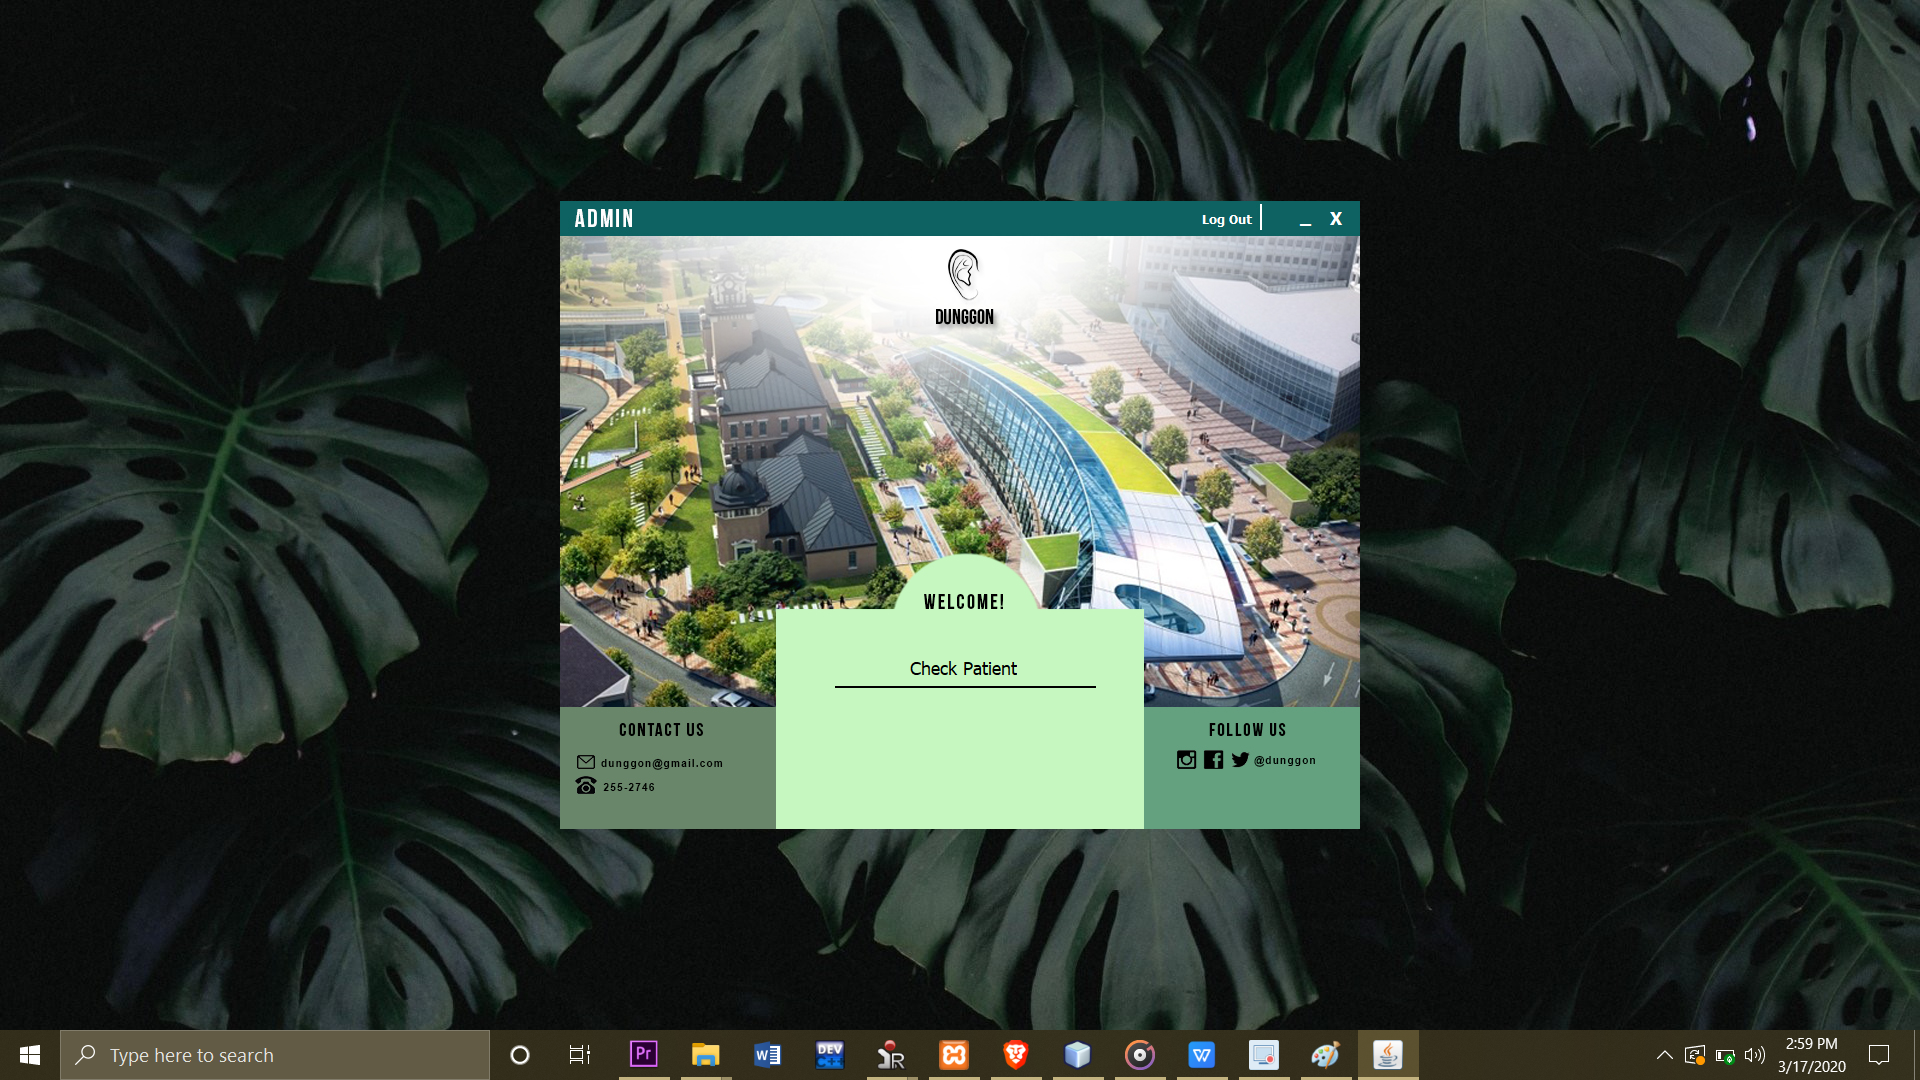 ADMIN
Log Out
_ X
DUNGGON
WELCOME!
Check Patient
CONTACT US
dunggon@gmail.com
255-2746
FOLLOW US
@dunggon
Type here to search
Pr
W
DEV
C++
R
W
2:59 PM
3/17/2020